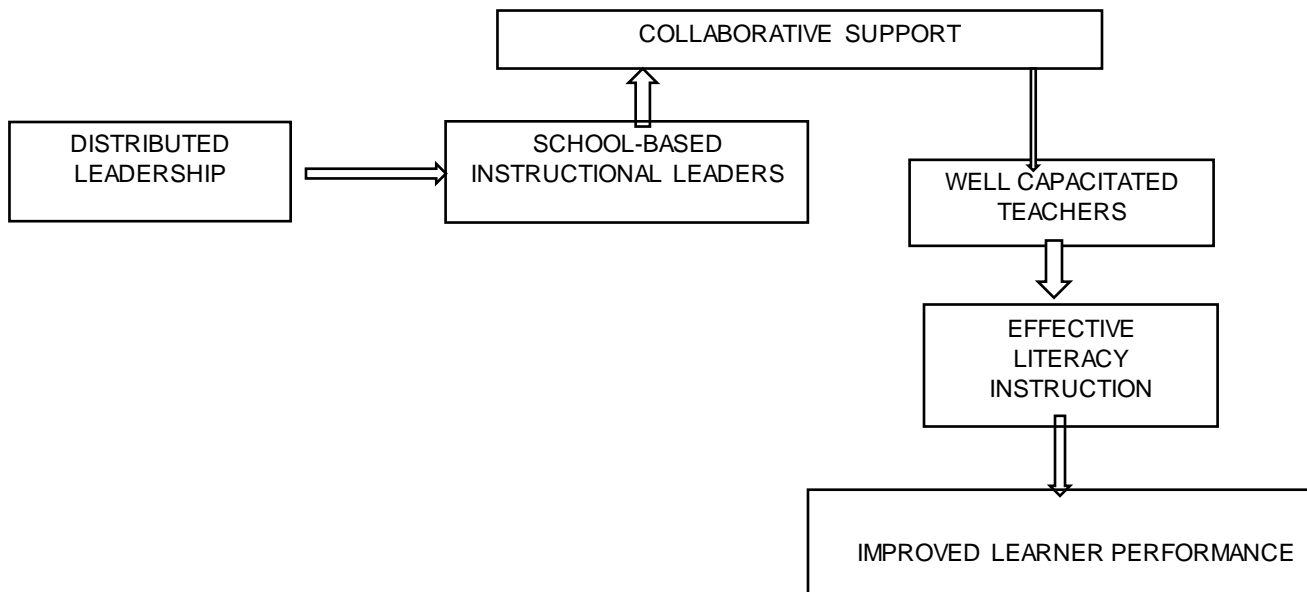 COLLABORATIVE SUPPORT
DISTRIBUTED
LEADERSHIP
SCHOOL-BASED
INSTRUCTIONAL LEADERS
WELL CAPACITATED
TEACHERS
EFFECTIVE
LITERACY
INSTRUCTION
IMPROVED LEARNER PERFORMANCE